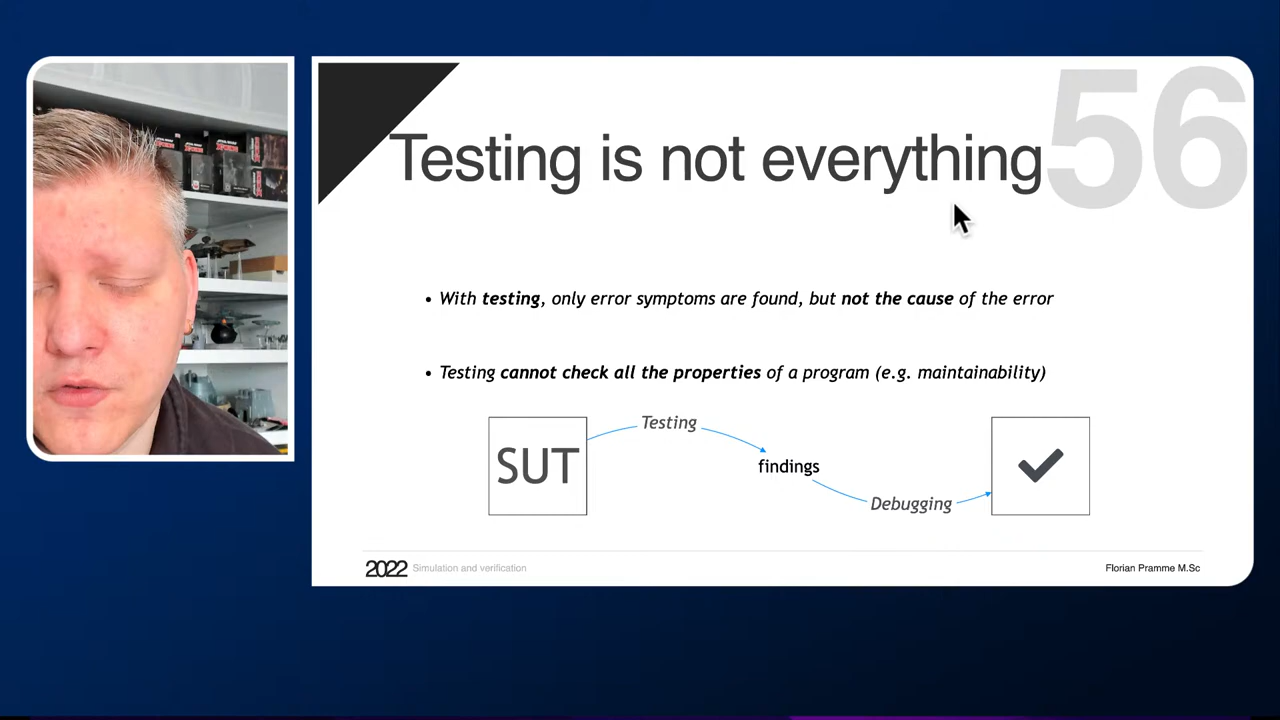 56
Testing is not everything
• With testing, only error symptoms are found, but not the cause of the error
• Testing cannot check all the properties of a program (e.g. maintainability)
Testing
SUT
findings
Debugging
2022 Simulation and verification
Florian Pramme M.Sc